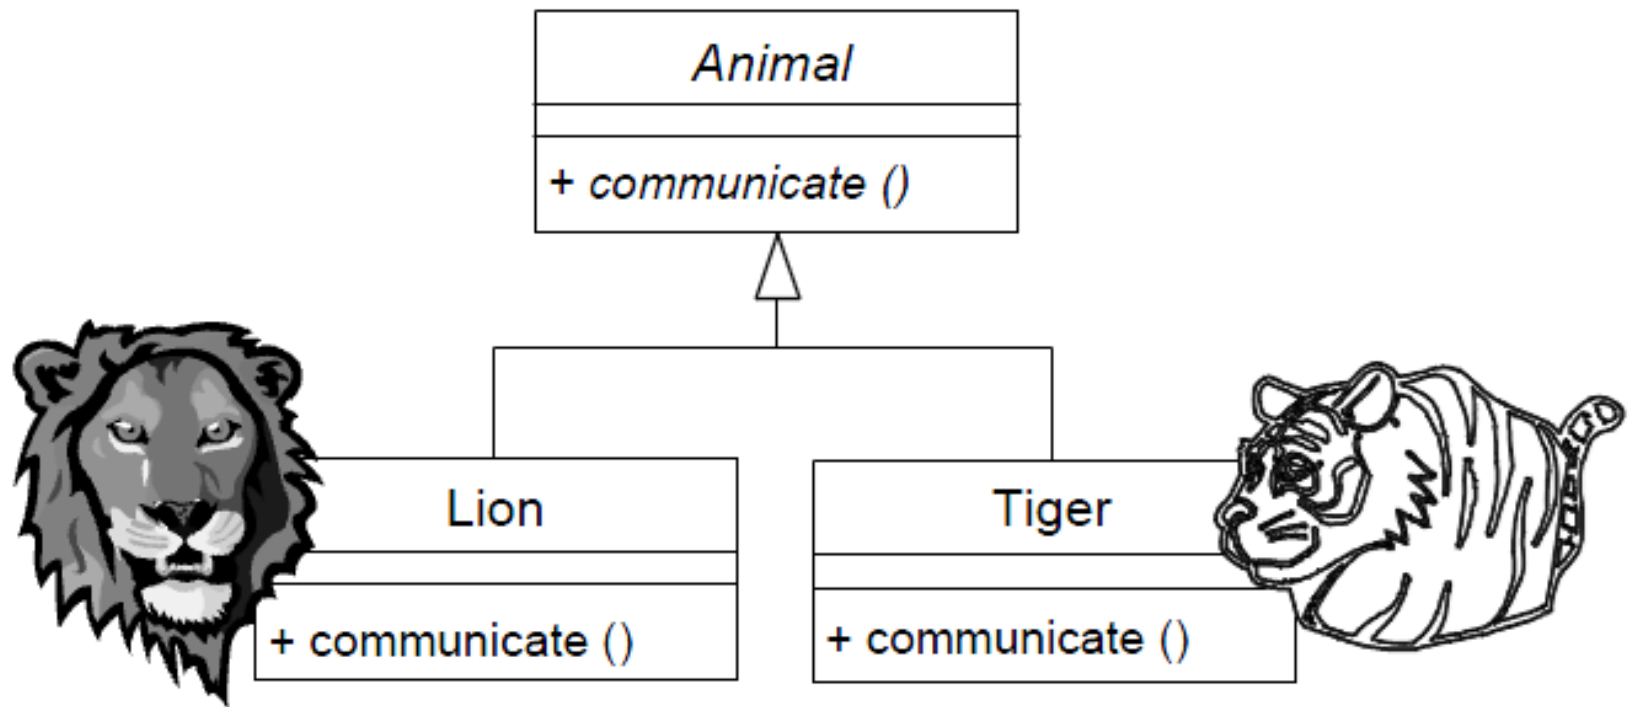 Animal
+ communicate ()
Lion
+ communicate ()
Tiger
+ communicate ()